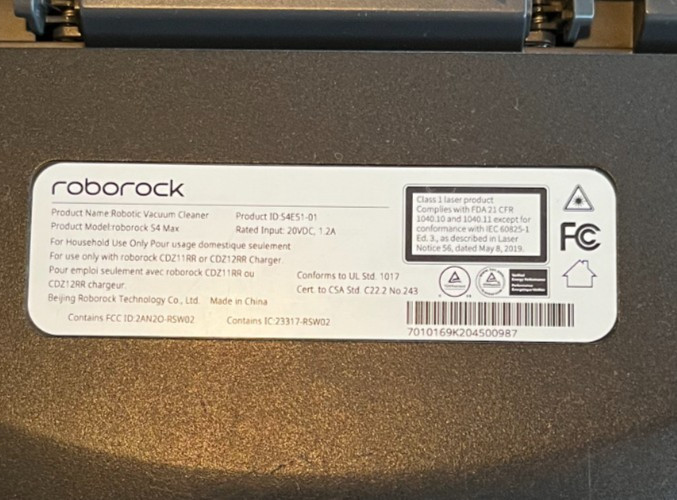 roborock
Product Name:Robotic Vacuum Cleaner
Product ID:S4E51-01
Product Model:roborock S4 Max
Rated Input: 20VDC, 1.2A
For Household Use Only Pour usage domestique seulement
For use only with roborock CDZ11RR or CDZ12RR Charger
Pour emploi seulement avec roborock CDZ11RR ou
CDZ12RR chargeur.
Conforms to UL Std. 1017
Cert. to CSA Std. C22.2 No.243
Beijing Roborock Technology Co., Ltd.
Made in China
Contains FCC ID:2AN2O-RSW02
Contains IC:23317-RSW02
Class 1 laser product
Complies with FDA 21 CFR
1040.10 and 1040.11 except for
conformance with IEC 60825-1
Ed. 3., as described in Laser
Notice 56, dated May 8, 2019.
FC
7010169K204500987